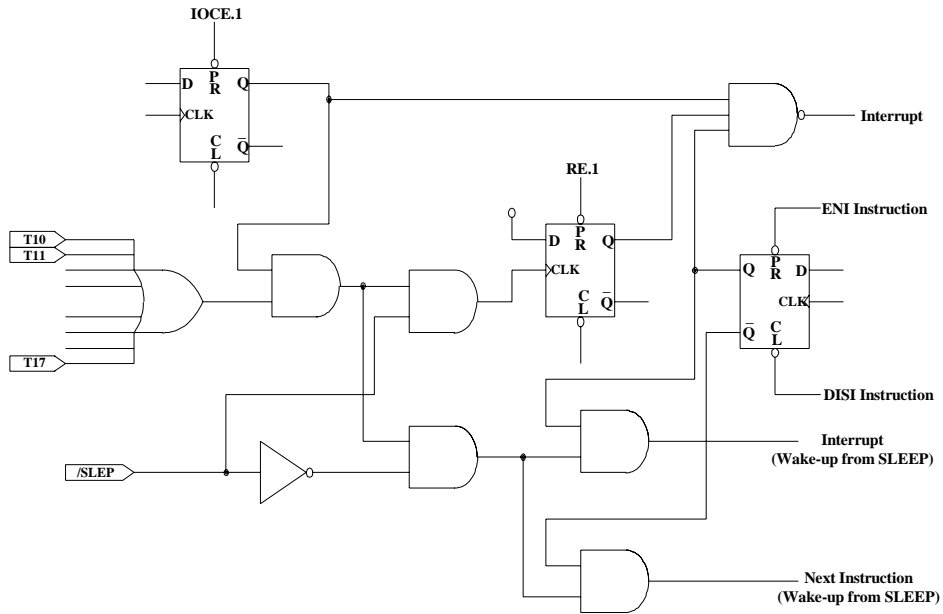 IOCE.1
D
P
R
Q
CLK
C
L
Q̅
Interrupt
RE.1
D
P
R
Q
CLK
C
L
Q̅
ENI Instruction
P
R
Q
D
CLK
Q̅
C
L
DISI Instruction
T10
T11
T17
/SLEP
Interrupt
(Wake-up from SLEEP)
Next Instruction
(Wake-up from SLEEP)